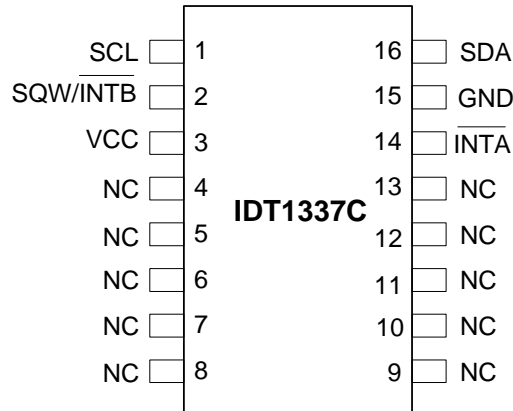 SCL 1 16 SDA
SQW/INTB 2 15 GND
VCC 3 14 INTA
NC 4 13 NC
IDT1337C
NC 5 12 NC
NC 6 11 NC
NC 7 10 NC
NC 8 9 NC